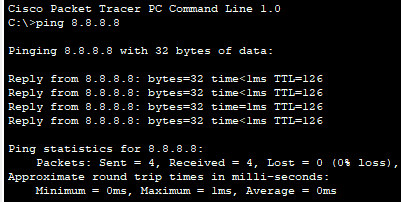 Cisco Packet Tracer PC Command Line 1.0
C:\>ping 8.8.8.8
Pinging 8.8.8.8 with 32 bytes of data:
Reply from 8.8.8.8: bytes=32 time<1ms TTL=126
Reply from 8.8.8.8: bytes=32 time<1ms TTL=126
Reply from 8.8.8.8: bytes=32 time=1ms TTL=126
Reply from 8.8.8.8: bytes=32 time<1ms TTL=126
Ping statistics for 8.8.8.8:
Packets: Sent = 4, Received = 4, Lost = 0 (0% loss),
Approximate round trip times in milli-seconds:
Minimum = 0ms, Maximum = 1ms, Average = 0ms